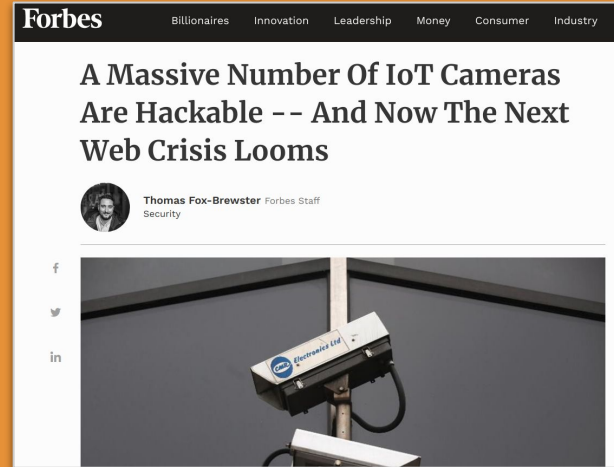 Forbes
Billionaires Innovation Leadership Money Consumer Industry
A Massive Number Of IoT Cameras
Are Hackable -- And Now The Next
Web Crisis Looms
Thomas Fox-Brewster Forbes Staff
Security
f
in
Electronics Ltd